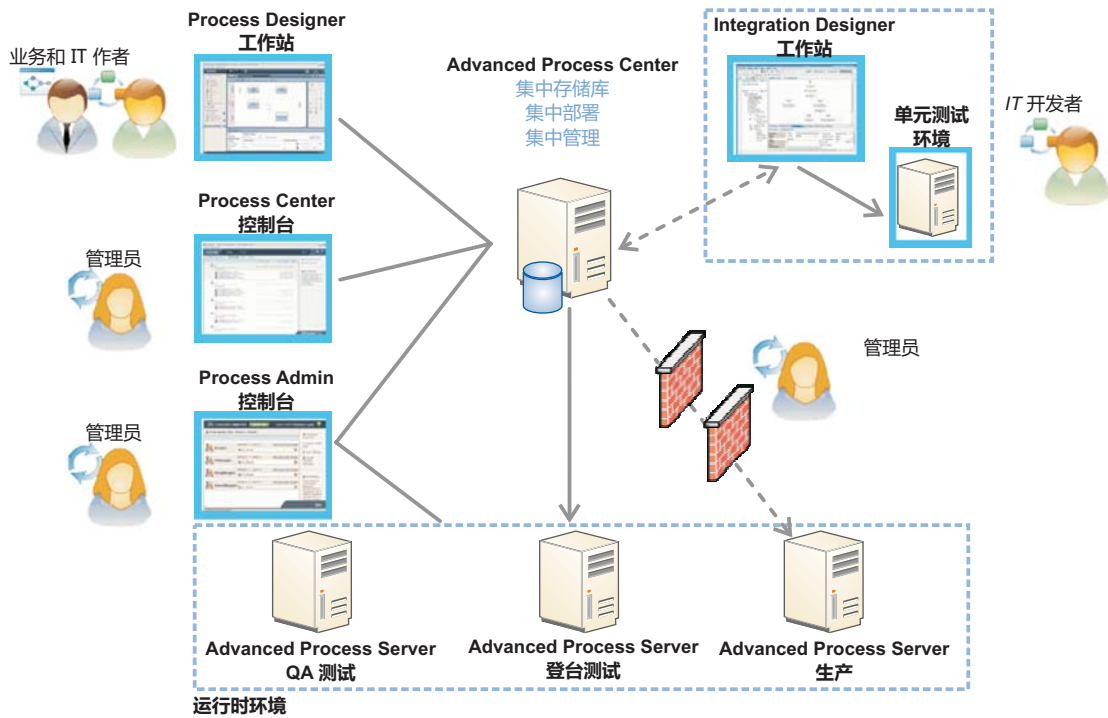 Process Designer
工作站
业务和 IT 作者
Integration Designer
工作站
Advanced Process Center
集中存储库
集中部署
集中管理
单元测试
环境
IT 开发者
Process Center
控制台
管理员
管理员
Process Admin
控制台
管理员
Advanced Process Server
QA 测试
Advanced Process Server
登台测试
Advanced Process Server
生产
运行时环境